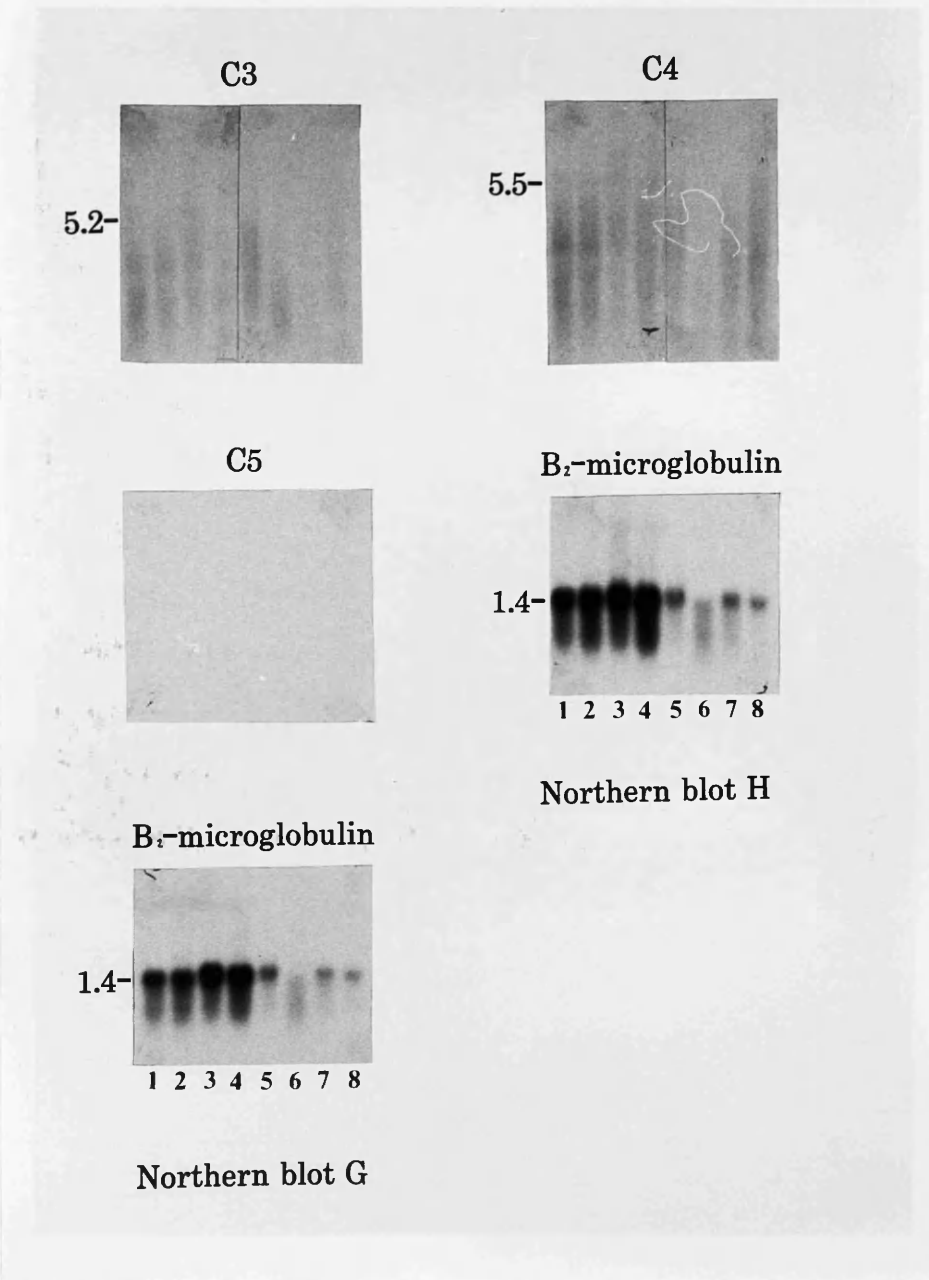 C3
5.2-
C5
B₂-microglobulin
1.4-
1 2 3 4 5 6 7 8
Northern blot G
C4
5.5-
B₂-microglobulin
1.4-
1 2 3 4 5 6 7 8
Northern blot H